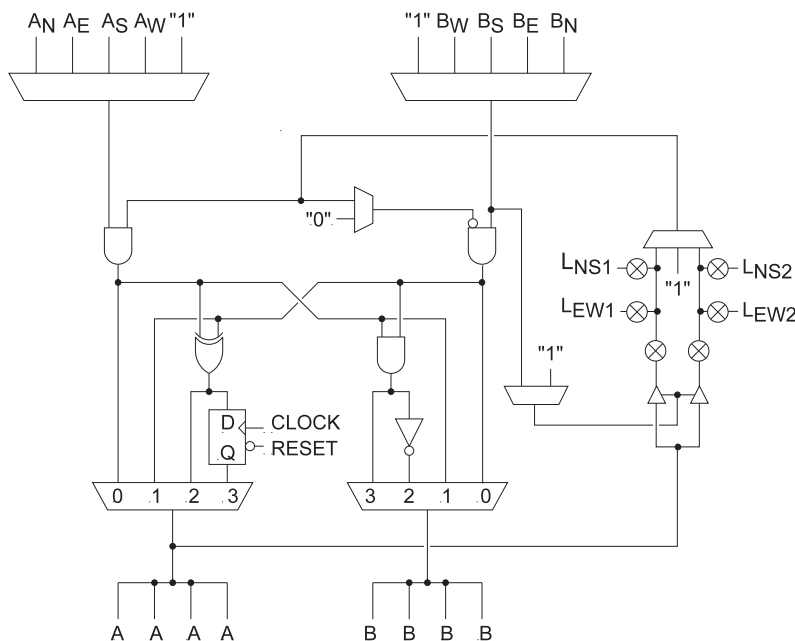 AN AE AS AW "1" "1" BW BS BE BN
"0"
LNS1 "1" LNS2
LEW1 LEW2
"1"
D CLOCK
Q RESET
0 .1 .2 .3 3 2 .1 .0
A A A A B B B .B